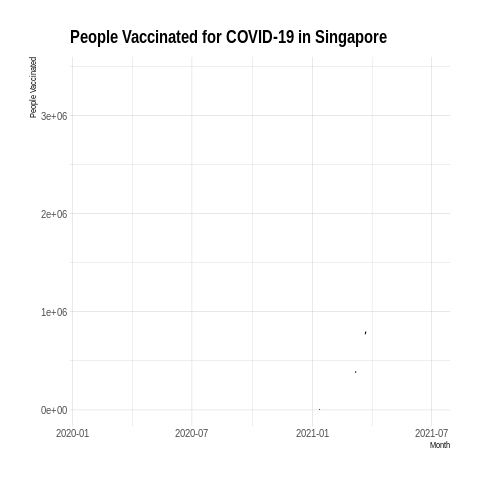 People Vaccinated for COVID-19 in Singapore
People Vaccinated
3e+06
2e+06
1e+06
0e+00
2020-01 2020-07 2021-01 2021-07
Month